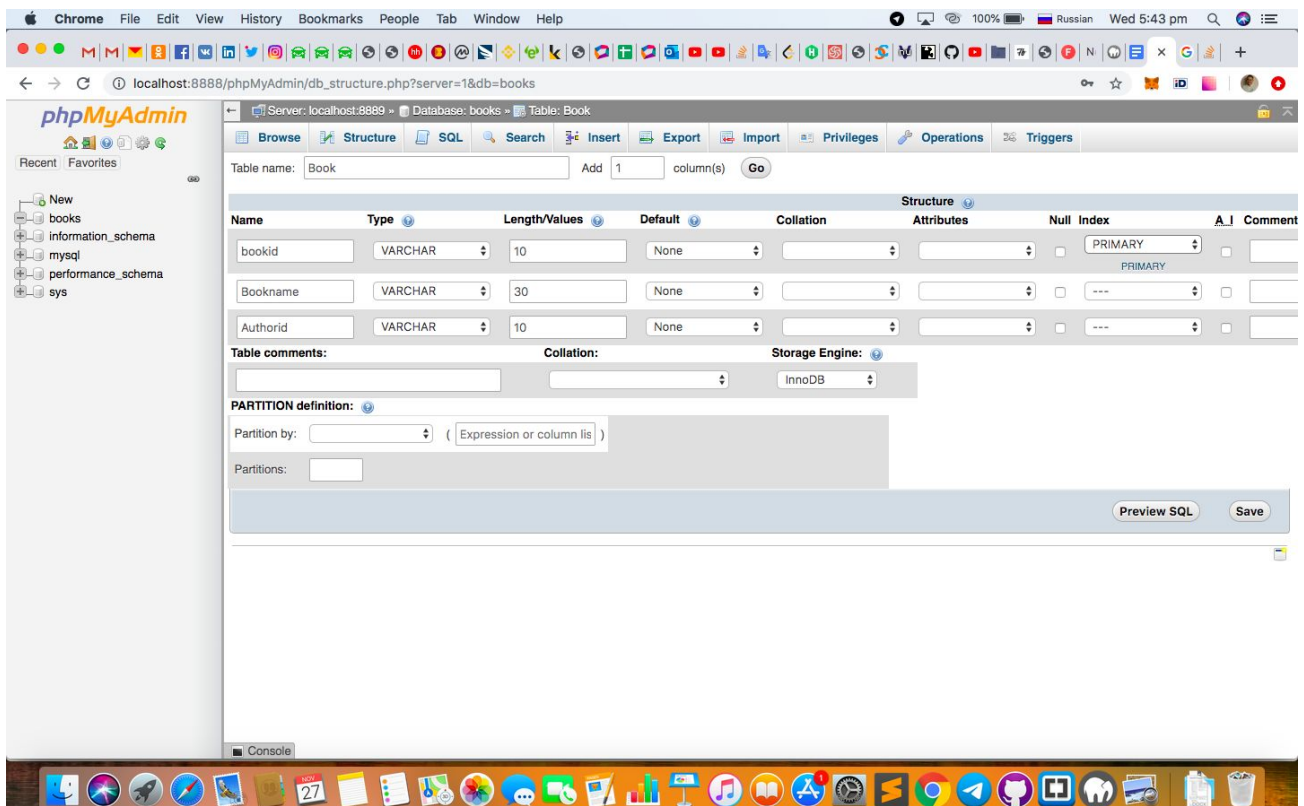 Chrome File Edit View History Bookmarks People Tab Window Help 100% Russian Wed 5:43 pm
localhost:8888/phpMyAdmin/db_structure.php?server=1&db=books
phpMyAdmin
Recent Favorites
New
books
information_schema
mysql
performance_schema
sys
Server: localhost:8889 » Database: books » Table: Book
Browse Structure SQL Search Insert Export Import Privileges Operations Triggers
Table name: Book Add 1 column(s) Go
Structure
Name Type Length/Values Default Collation Attributes Null Index A_I Comment
bookid VARCHAR 10 None PRIMARY
PRIMARY
Bookname VARCHAR 30 None ---
Authorid VARCHAR 10 None ---
Table comments: Collation: Storage Engine:
InnoDB
PARTITION definition:
Partition by: ( Expression or column lis )
Partitions:
Preview SQL Save
Console
NOV
27
1